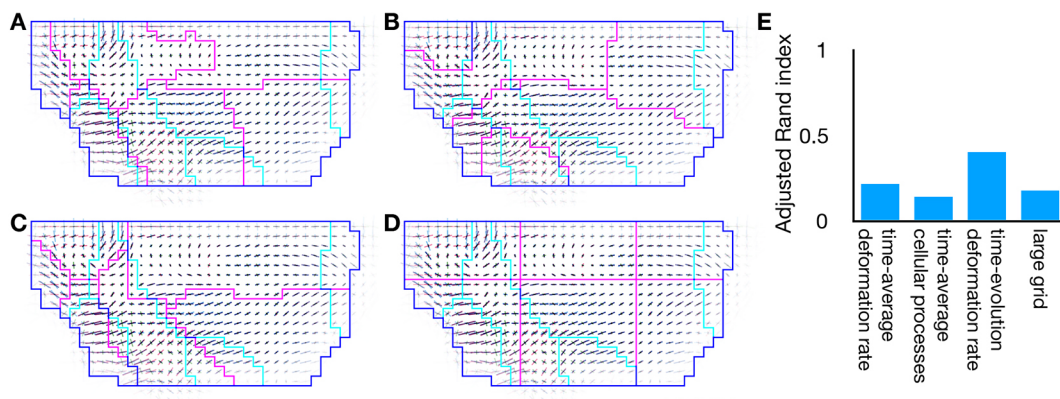 A
B
C
D
E
Adjusted Rand index
1
0.5
0
time-average
deformation rate
time-average
cellular processes
time-evolution
deformation rate
large grid